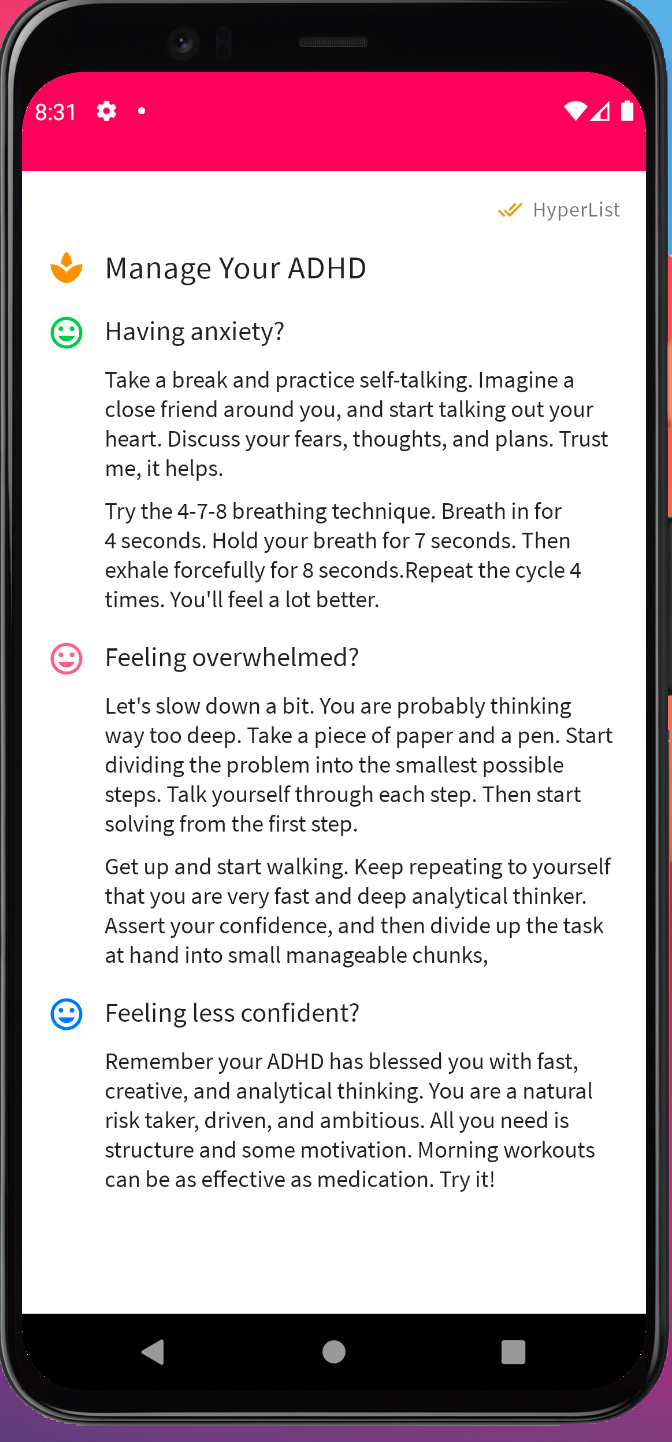 8:31
HyperList
Manage Your ADHD
Having anxiety?
Take a break and practice self-talking. Imagine a
close friend around you, and start talking out your
heart. Discuss your fears, thoughts, and plans. Trust
me, it helps.
Try the 4-7-8 breathing technique. Breath in for
4 seconds. Hold your breath for 7 seconds. Then
exhale forcefully for 8 seconds.Repeat the cycle 4
times. You'll feel a lot better.
Feeling overwhelmed?
Let's slow down a bit. You are probably thinking
way too deep. Take a piece of paper and a pen. Start
dividing the problem into the smallest possible
steps. Talk yourself through each step. Then start
solving from the first step.
Get up and start walking. Keep repeating to yourself
that you are very fast and deep analytical thinker.
Assert your confidence, and then divide up the task
at hand into small manageable chunks,
Feeling less confident?
Remember your ADHD has blessed you with fast,
creative, and analytical thinking. You are a natural
risk taker, driven, and ambitious. All you need is
structure and some motivation. Morning workouts
can be as effective as medication. Try it!